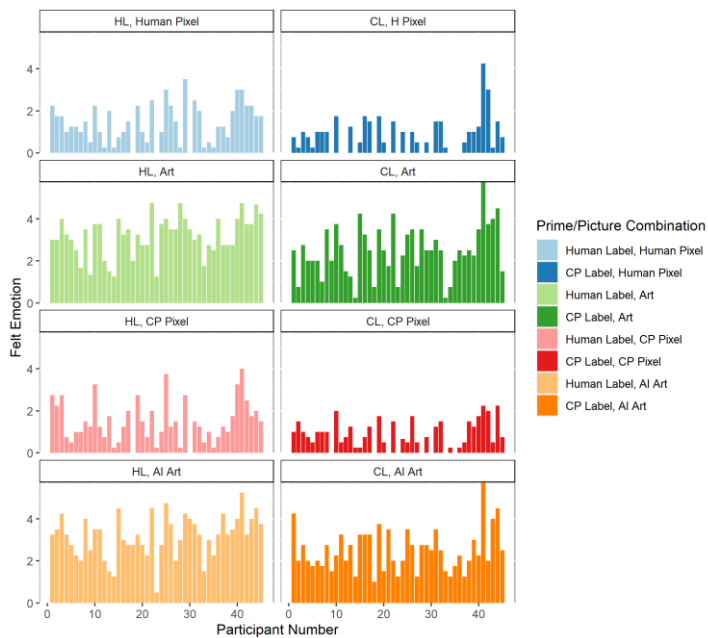 HL, Human Pixel
CL, H Pixel
4
2
0
HL, Art
CL, Art
4
2
0
HL, CP Pixel
CL, CP Pixel
4
2
0
HL, AI Art
CL, AI Art
4
2
0
0 10 20 30 40
0 10 20 30 40
Participant Number
Felt Emotion
Prime/Picture Combination
Human Label, Human Pixel
CP Label, Human Pixel
Human Label, Art
CP Label, Art
Human Label, CP Pixel
CP Label, CP Pixel
Human Label, AI Art
CP Label, AI Art